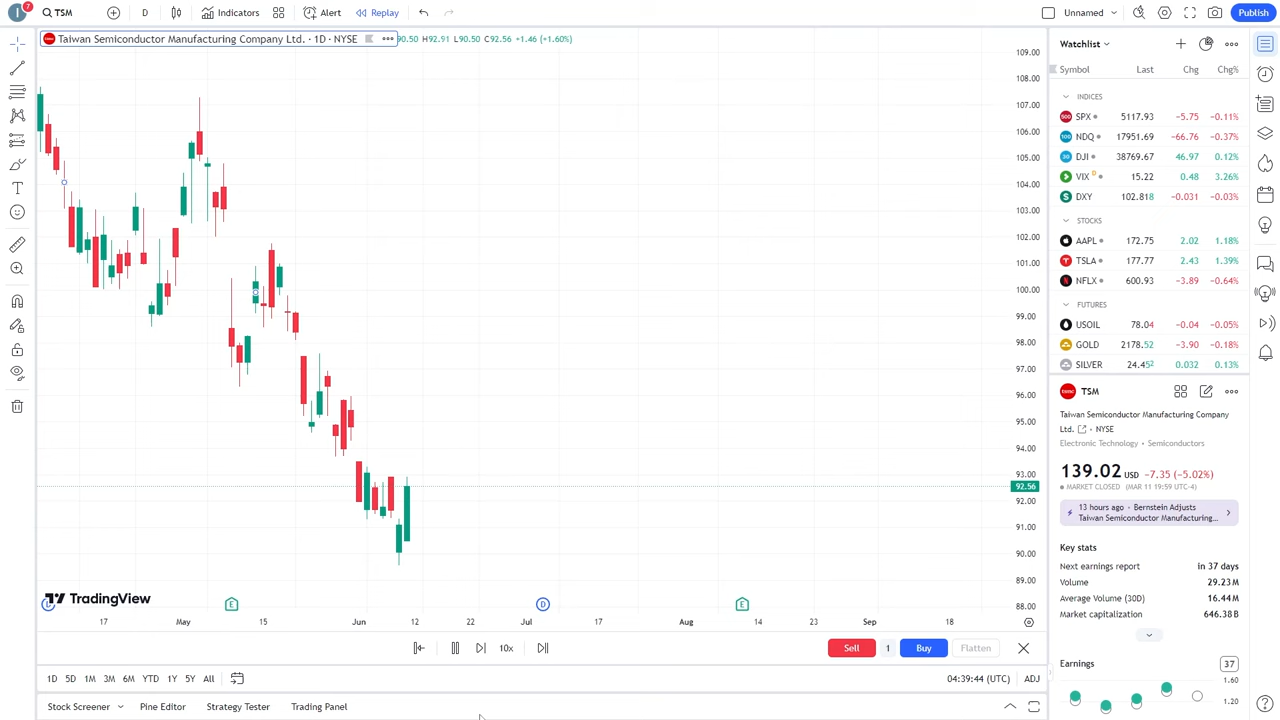 I 7 TSM D Indicators Alert Replay Unnamed Publish
Taiwan Semiconductor Manufacturing Company Ltd. · 1D · NYSE 90.50 H92.91 L90.50 C92.56 +1.46 (+1.60%)
109.00
108.00
107.00
106.00
105.00
104.00
103.00
102.00
101.00
100.00
99.00
98.00
97.00
96.00
95.00
94.00
93.00
92.56
92.00
91.00
90.00
89.00
88.00
TradingView
E D E
17 May 15 Jun 12 22 Jul 17 Aug 14 23 Sep 18
10x Sell 1 Buy Flatten
1D 5D 1M 3M 6M YTD 1Y 5Y All 04:39:44 (UTC) ADJ
Stock Screener Pine Editor Strategy Tester Trading Panel
Watchlist
Symbol Last Chg Chg%
INDICES
SPX 5117.93 −5.75 −0.11%
NDQ 17951.69 −66.76 −0.37%
DJI 38769.67 46.97 0.12%
VIX D 15.22 0.48 3.26%
DXY 102.818 −0.031 −0.03%
STOCKS
AAPL 172.75 2.02 1.18%
TSLA 177.77 2.43 1.39%
NFLX 600.93 −3.89 −0.64%
FUTURES
USOIL 78.04 −0.04 −0.05%
GOLD 2178.52 −3.90 −0.18%
SILVER 24.452 0.032 0.13%
TSM
Taiwan Semiconductor Manufacturing Company
Ltd. · NYSE
Electronic Technology • Semiconductors
139.02 USD −7.35 (−5.02%)
MARKET CLOSED (MAR 11 19:59 UTC-4)
13 hours ago · Bernstein Adjusts
Taiwan Semiconductor Manufacturing...
Key stats
Next earnings report in 37 days
Volume 29.23M
Average Volume (30D) 16.44M
Market capitalization 646.38B
Earnings 37
1.60
1.20